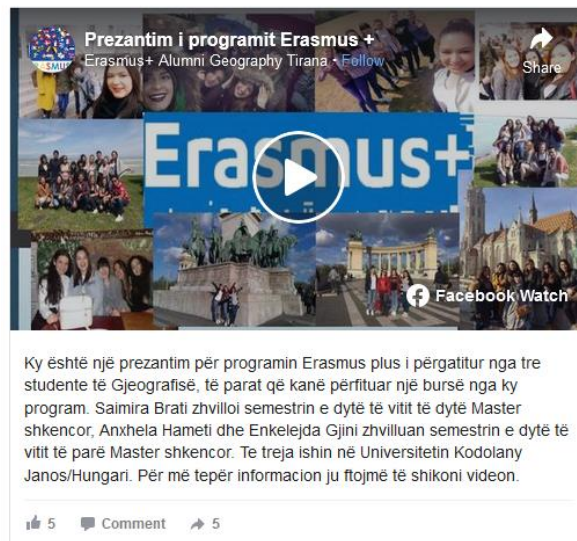 Prezantim i programit Erasmus +
Erasmus+ Alumni Geography Tirana · Follow
Share
Erasmus+
Facebook Watch
Ky është një prezantim për programin Erasmus plus i përgatitur nga tre
studente të Gjeografisë, të parat që kanë përfituar një bursë nga ky
program. Saimira Brati zhvilloi semestrin e dytë të vitit të dytë Master
shkencor, Anxhela Hameti dhe Enkelejda Gjini zhvilluan semestrin e dytë të
vitit të parë Master shkencor. Te treja ishin në Universitetin Kodolany
Janos/Hungari. Për më tepër informacion ju ftojmë të shikoni videon.
5 Comment 5